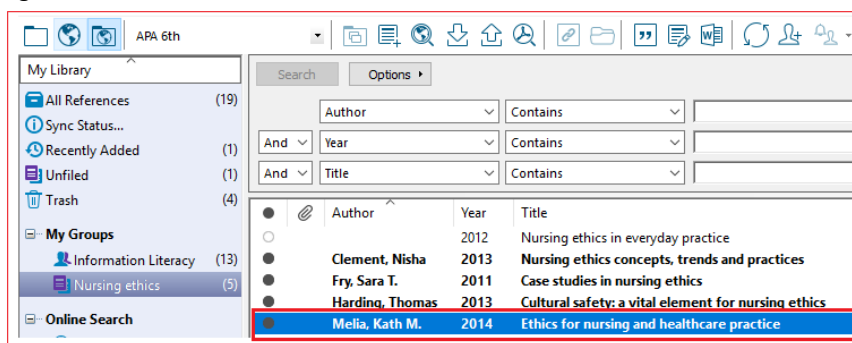 APA 6th
My Library
Search Options
All References (19)
Sync Status...
Recently Added (1)
Unfiled (1)
Trash (4)
My Groups
Information Literacy (13)
Nursing ethics (5)
Online Search
Author Contains
And Year Contains
And Title Contains
Author Year Title
2012 Nursing ethics in everyday practice
Clement, Nisha 2013 Nursing ethics concepts, trends and practices
Fry, Sara T. 2011 Case studies in nursing ethics
Harding, Thomas 2013 Cultural safety: a vital element for nursing ethics
Melia, Kath M. 2014 Ethics for nursing and healthcare practice